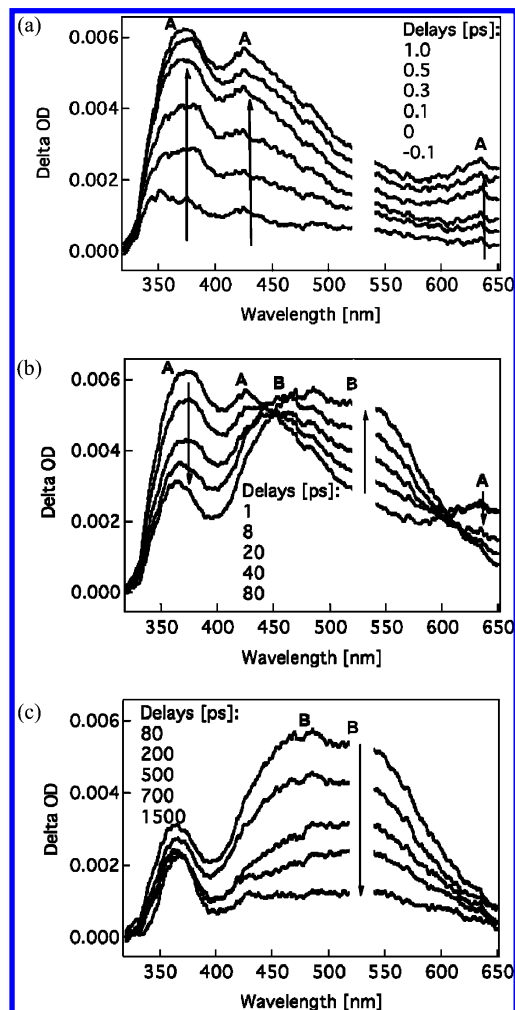 (a)
0.006
0.004
0.002
0.000
Delta OD
A
A
A
Delays [ps]:
1.0
0.5
0.3
0.1
0
-0.1
350
400
450
500
550
600
650
Wavelength [nm]
(b)
0.006
0.004
0.002
0.000
Delta OD
A
A
B
B
A
Delays [ps]:
1
8
20
40
80
350
400
450
500
550
600
650
Wavelength [nm]
(c)
0.006
0.004
0.002
0.000
Delta OD
Delays [ps]:
80
200
500
700
1500
B
B
350
400
450
500
550
600
650
Wavelength [nm]